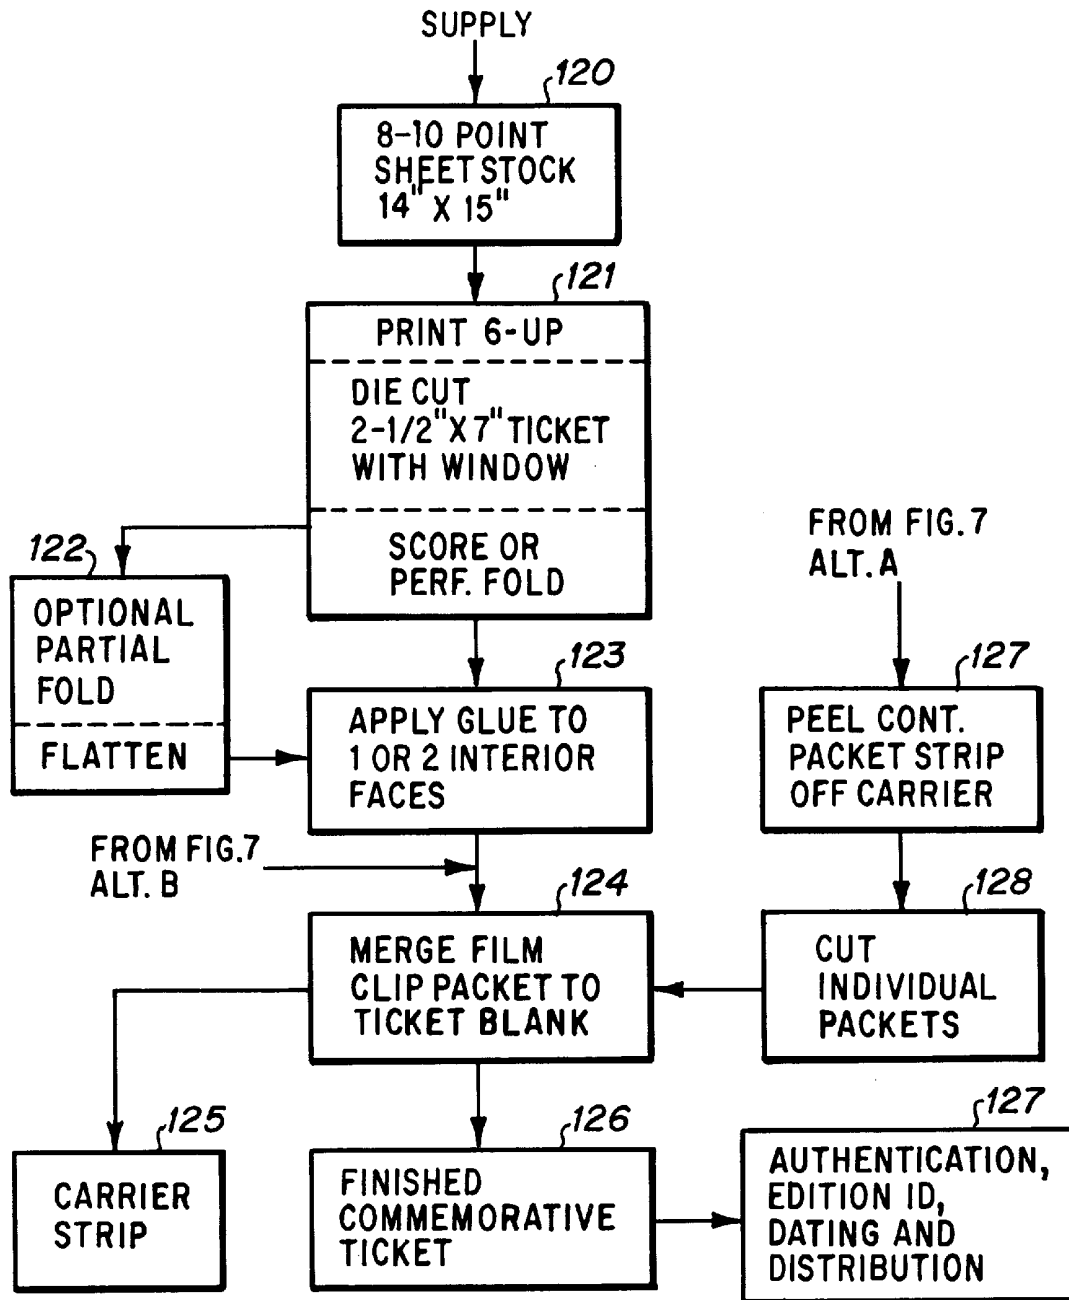 SUPPLY
120
8-10 POINT
SHEET STOCK
14" X 15"
121
PRINT 6-UP
DIE CUT
2-1/2" X 7" TICKET
WITH WINDOW
SCORE OR
PERF. FOLD
122
OPTIONAL
PARTIAL
FOLD
FLATTEN
123
APPLY GLUE TO
1 OR 2 INTERIOR
FACES
FROM FIG. 7
ALT. A
127
PEEL CONT.
PACKET STRIP
OFF CARRIER
FROM FIG. 7
ALT. B
124
MERGE FILM
CLIP PACKET TO
TICKET BLANK
128
CUT
INDIVIDUAL
PACKETS
125
CARRIER
STRIP
126
FINISHED
COMMEMORATIVE
TICKET
127
AUTHENTICATION,
EDITION ID,
DATING AND
DISTRIBUTION